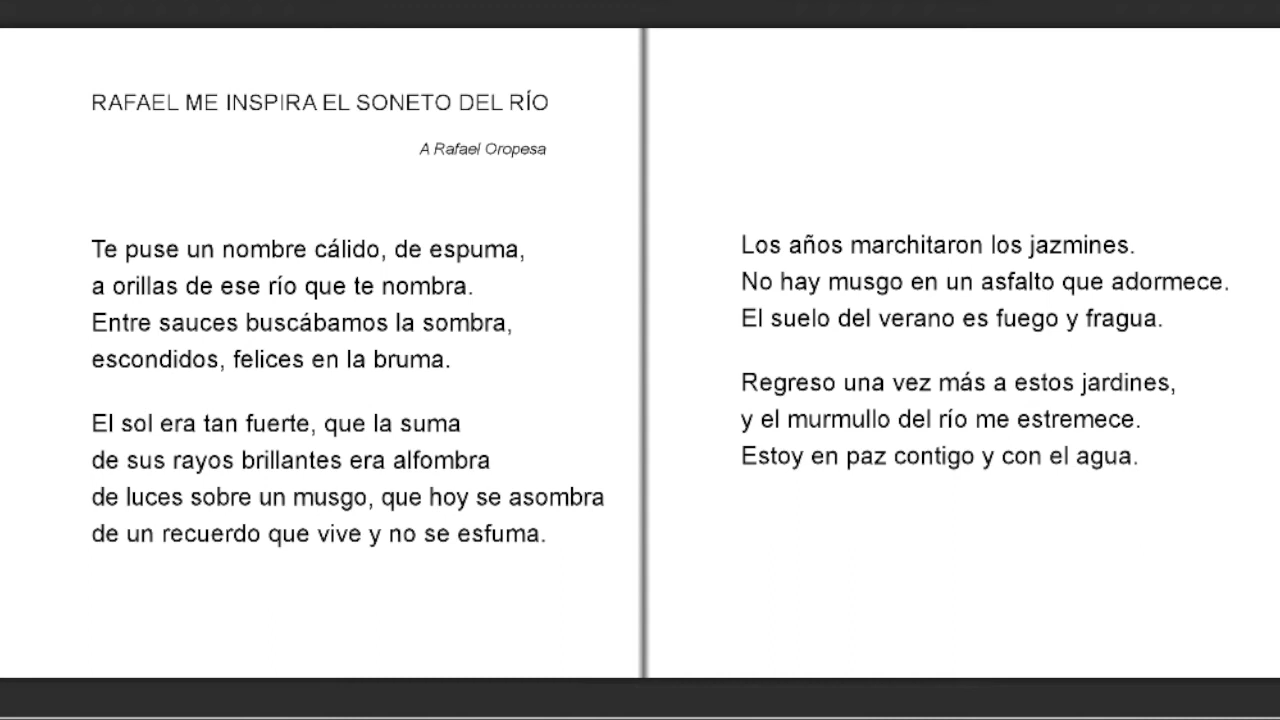 RAFAEL ME INSPIRA EL SONETO DEL RÍO
A Rafael Oropesa
Te puse un nombre cálido, de espuma,
a orillas de ese río que te nombra.
Entre sauces buscábamos la sombra,
escondidos, felices en la bruma.
El sol era tan fuerte, que la suma
de sus rayos brillantes era alfombra
de luces sobre un musgo, que hoy se asombra
de un recuerdo que vive y no se esfuma.
Los años marchitaron los jazmines.
No hay musgo en un asfalto que adormece.
El suelo del verano es fuego y fragua.
Regreso una vez más a estos jardines,
y el murmullo del río me estremece.
Estoy en paz contigo y con el agua.